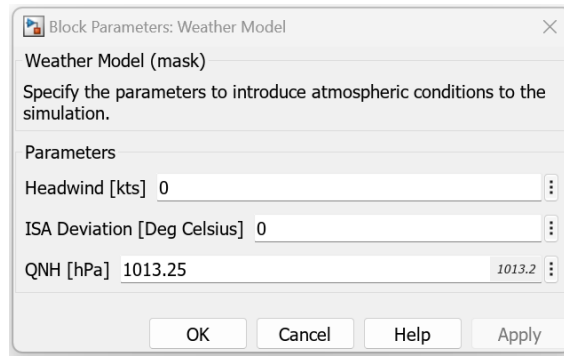 Block Parameters: Weather Model
Weather Model (mask)
Specify the parameters to introduce atmospheric conditions to the
simulation.
Parameters
Headwind [kts] 0
ISA Deviation [Deg Celsius] 0
QNH [hPa] 1013.25 1013.2
OK Cancel Help Apply